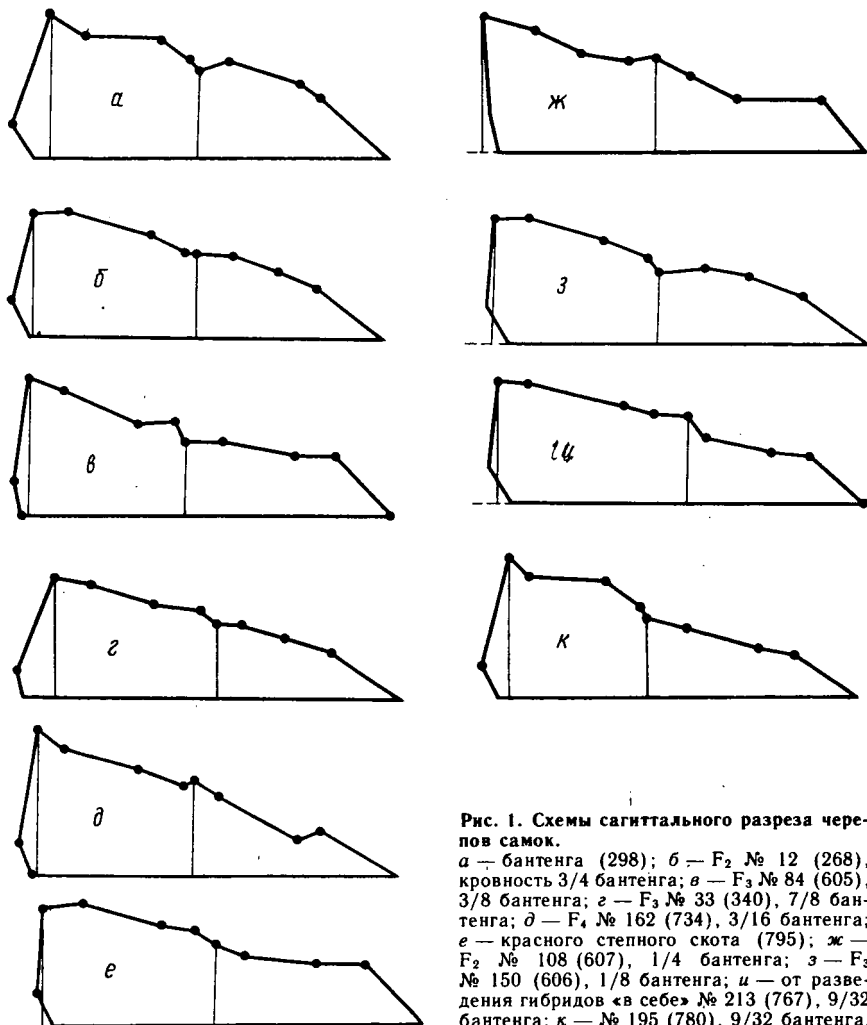 а
ж
б
з
в
и
г
к
д
е
Рис. 1. Схемы сагиттального разреза чере-
пов самок.
а — бантенга (298); б — F₂ № 12 (268),
кровность 3/4 бантенга; в — F₃ № 84 (605),
3/8 бантенга; г — F₃ № 33 (340), 7/8 бан-
тенга; д — F₄ № 162 (734), 3/16 бантенга;
е — красного степного скота (795); ж —
F₂ № 108 (607), 1/4 бантенга; з — F₃
№ 150 (606), 1/8 бантенга; и — от разве-
дения гибридов «в себе» № 213 (767), 9/32
бантенга; к — № 195 (780), 9/32 бантенга.